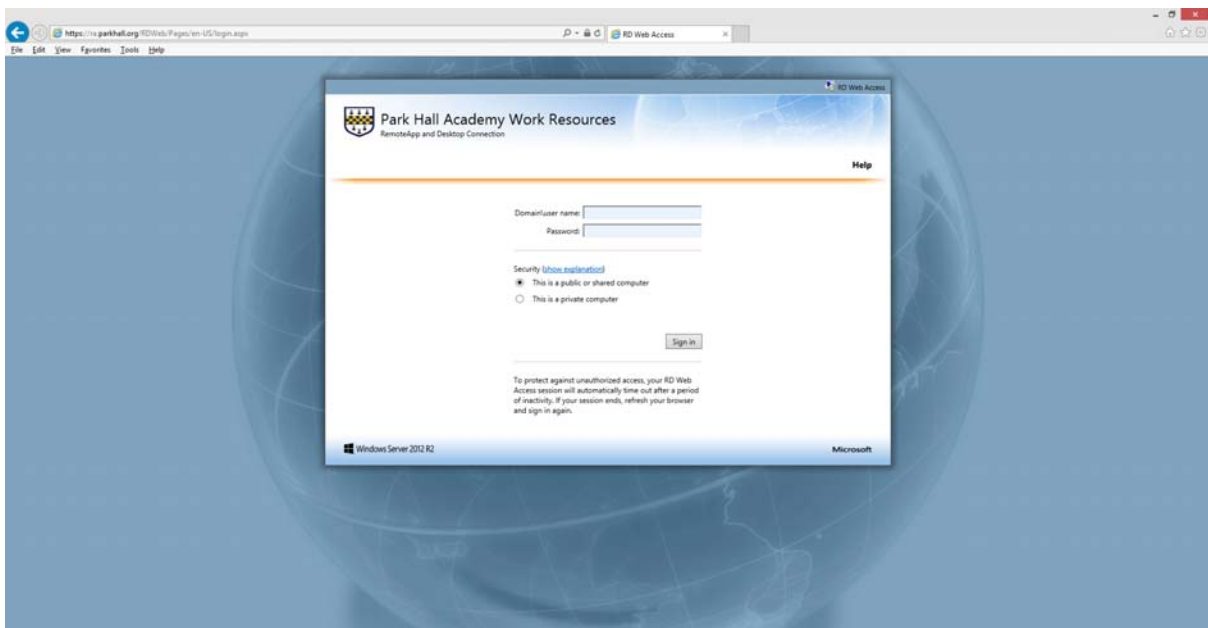 https://ra.parkhall.org/RDWeb/Pages/en-US/login.aspx
RD Web Access
File Edit View Favorites Tools Help
RD Web Access
Park Hall Academy Work Resources
RemoteApp and Desktop Connection
Help
Domain\user name:
Password:
Security (show explanation)
This is a public or shared computer
This is a private computer
Sign in
To protect against unauthorized access, your RD Web
Access session will automatically time out after a period
of inactivity. If your session ends, refresh your browser
and sign in again.
Windows Server 2012 R2
Microsoft